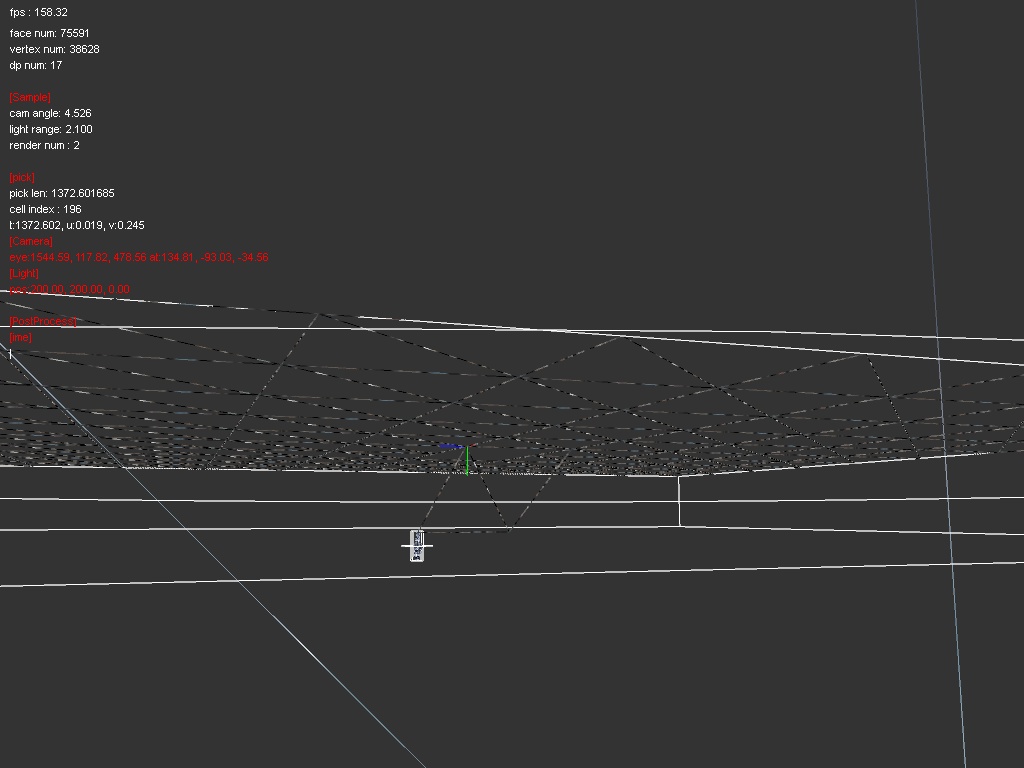 fps : 158.32
face num: 75591
vertex num: 38628
dp num: 17
[Sample]
cam angle: 4.526
light range: 2.100
render num : 2
[pick]
pick len: 1372.601685
cell index : 196
t:1372.602, u:0.019, v:0.245
[Camera]
eye:1544.59, 117.82, 478.56 at:134.81, -93.03, -34.56
[Light]
pos:200.00, 200.00, 0.00
[PostProcess]
[Ime]